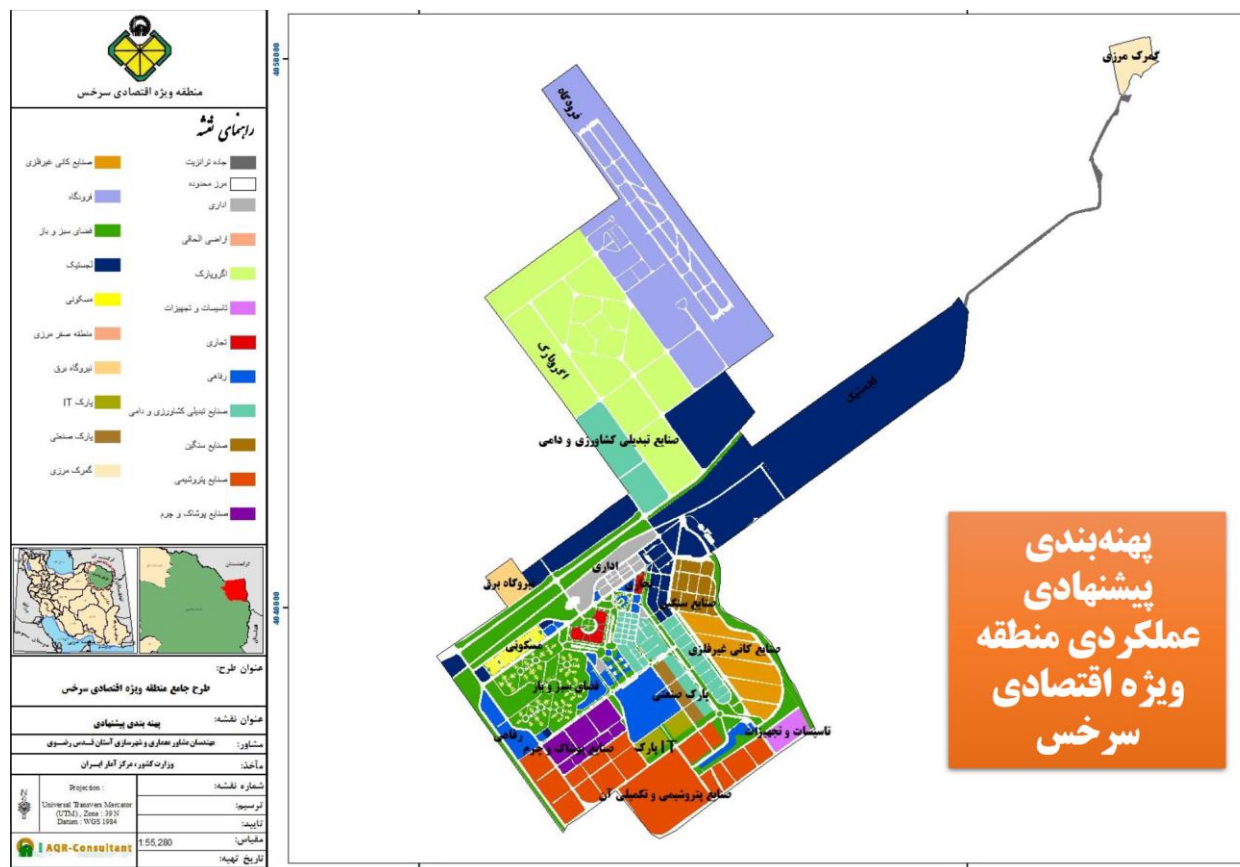 منطقه ویژه اقتصادی سرخس
راهنمای نقشه
جاده ترانزیت
مرز محدوده
اداری
اراضی الحاقی
اگروپارک
تاسیسات و تجهیزات
تجاری
رفاهی
صنایع تبدیلی کشاورزی و دامی
صنایع سنگین
صنایع پتروشیمی
صنایع پوشاک و چرم
صنایع کانی غیرفلزی
فرودگاه
فضای سبز و باز
لجستیک
مسکونی
منطقه صفر مرزی
نیروگاه برق
پارک IT
پارک صنعتی
گمرک مرزی
عنوان طرح:
طرح جامع منطقه ویژه اقتصادی سرخس
عنوان نقشه:
پهنه بندی پیشنهادی
مشاور:
مهندسان مشاور معماری و شهرسازی آستان قدس رضوی
مآخذ:
وزارت کشور، مرکز آمار ایران
شماره نقشه:
ترسیم:
تایید:
مقیاس:
1:55,280
تاریخ تهیه:
Projection :
Universal Transvers Mercator
(UTM) , Zone : 39 N
Datum : WGS 1984
AQR-Consultant
4050000
4040000
گمرک مرزی
فرودگاه
اگروپارک
لجستیک
صنایع تبدیلی کشاورزی و دامی
نیروگاه برق
اداری
صنایع سنگین
مسکونی
صنایع کانی غیرفلزی
فضای سبز و باز
پارک صنعتی
رفاهی
صنایع پوشاک و چرم
پارک IT
تاسیسات و تجهیزات
صنایع پتروشیمی و تکمیلی آن
پهنه‌بندی
پیشنهادی
عملکردی منطقه
ویژه اقتصادی
سرخس